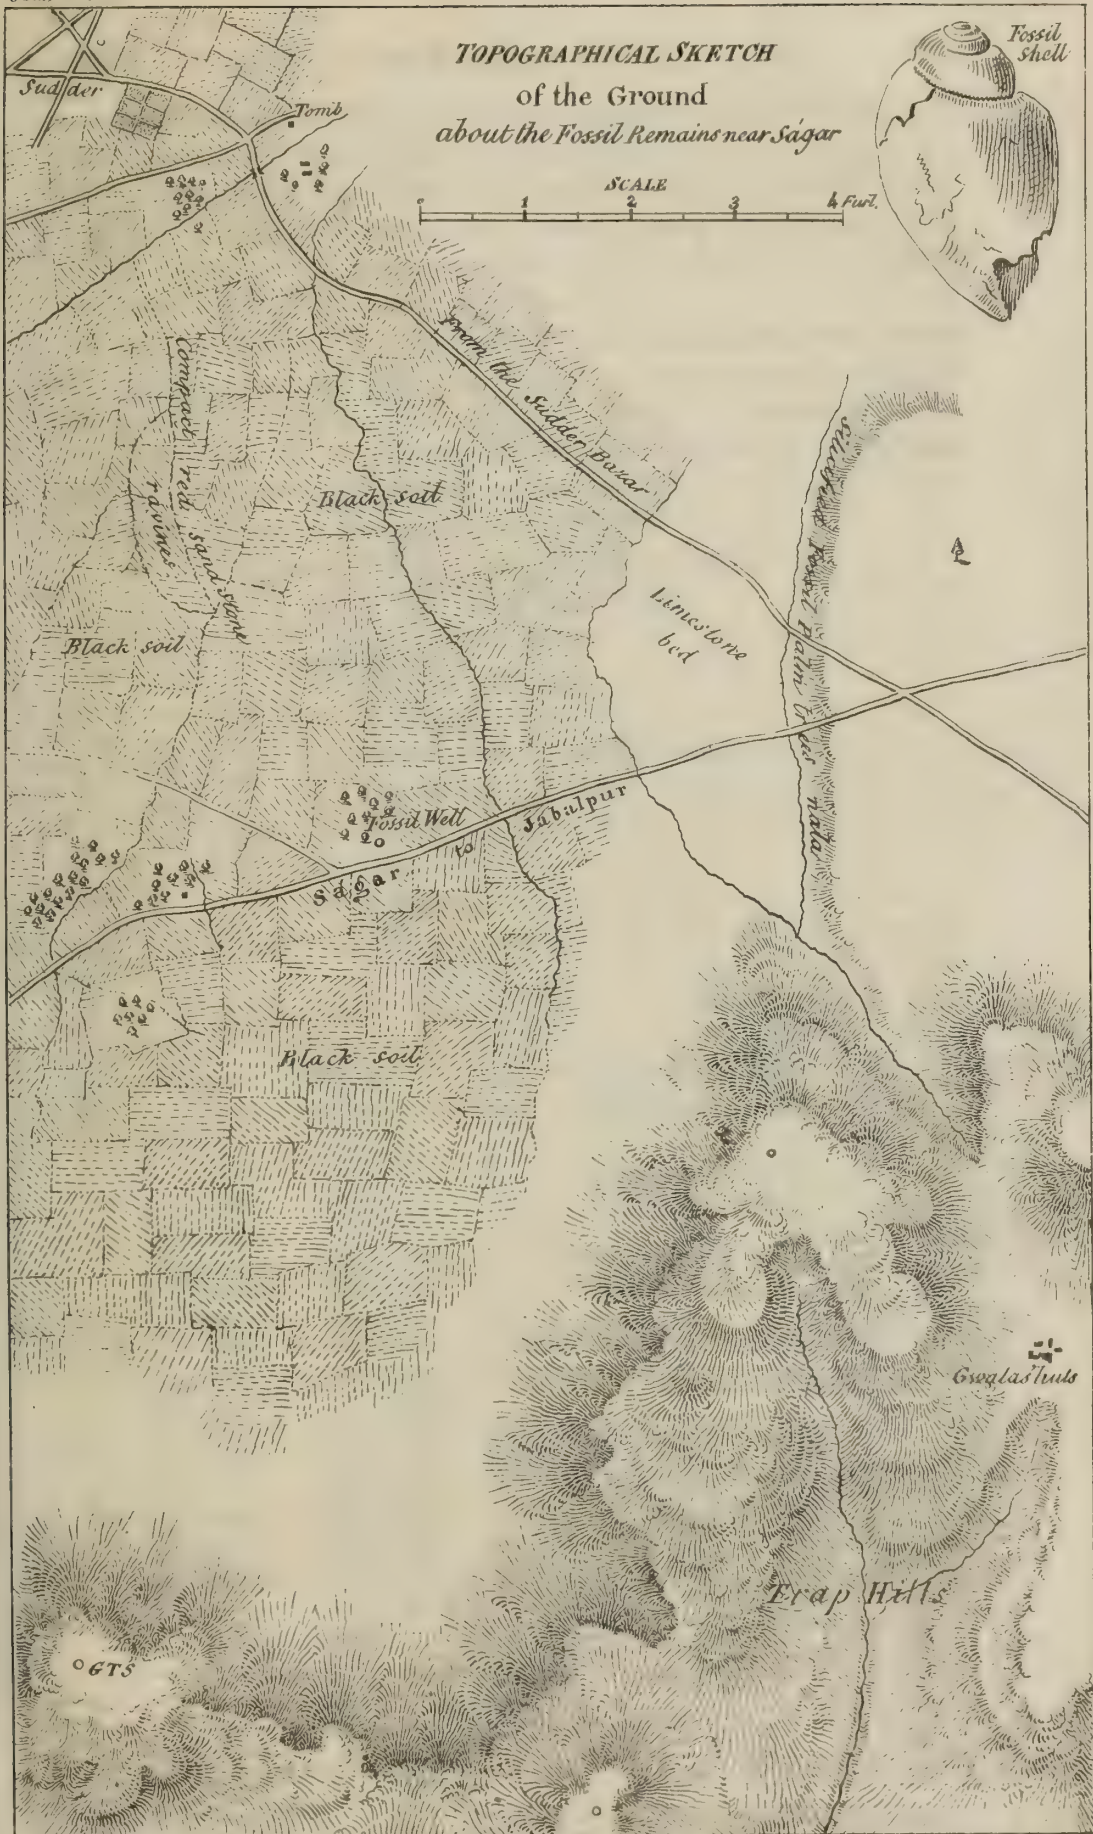 TOPOGRAPHICAL SKETCH
of the Ground
about the Fossil Remains near Ságar
SCALE
0 1 2 3 4 Furl.
Fossil
Shell
Sudder
Tomb
From the Sudder Bazar
Compact red sand stone
ravines
Black soil
Black soil
Limestone
bed
Silicified Fossil Palm trees nala
Fossil Well
Ságar to Jabalpur
Black soil
Gwalas huts
Trap Hills
GTS